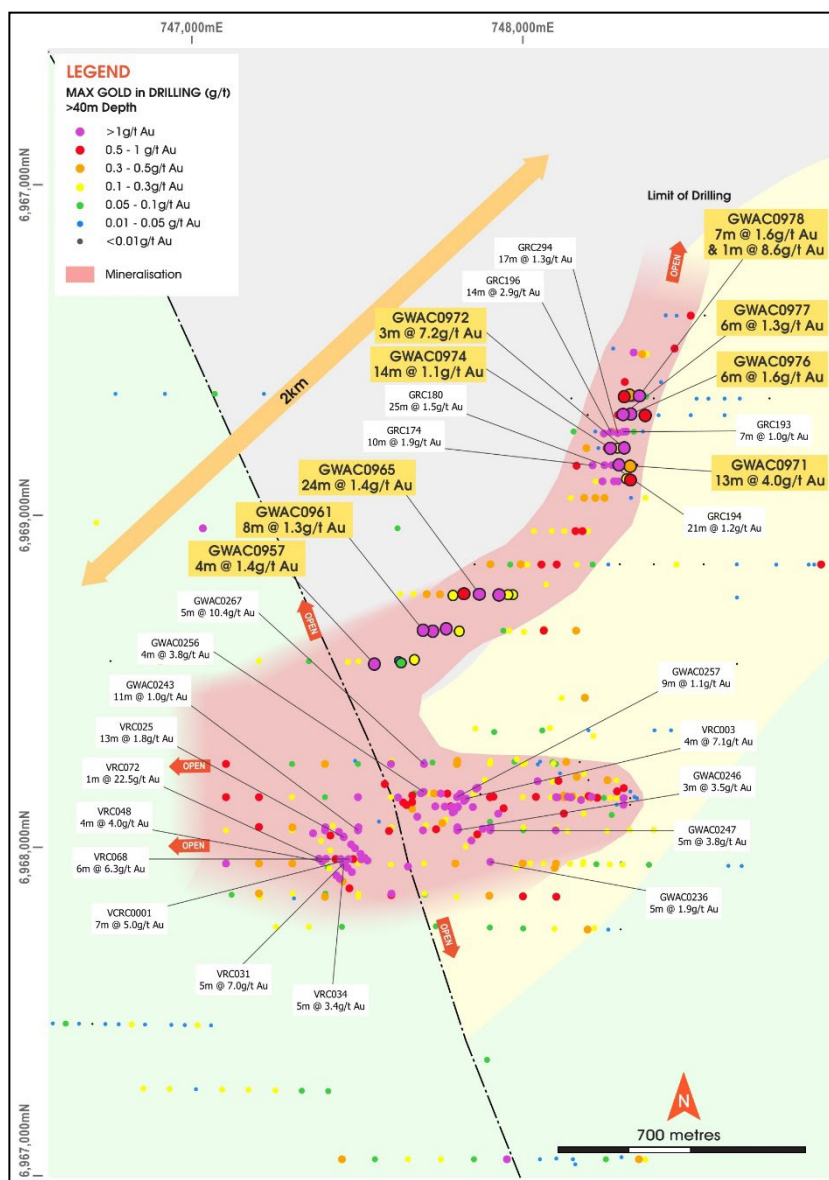 747,000mE
748,000mE
LEGEND
MAX GOLD in DRILLING (g/t)
>40m Depth
>1g/t Au
0.5 - 1 g/t Au
0.3 - 0.5g/t Au
0.1 - 0.3g/t Au
0.05 - 0.1g/t Au
0.01 - 0.05 g/t Au
<0.01g/t Au
Mineralisation
6,967,000mN
2km
Limit of Drilling
OPEN
GWAC0978
7m @ 1.6g/t Au
& 1m @ 8.6g/t Au
GRC294
17m @ 1.3g/t Au
GRC196
14m @ 2.9g/t Au
GWAC0972
3m @ 7.2g/t Au
GWAC0977
6m @ 1.3g/t Au
GWAC0974
14m @ 1.1g/t Au
GWAC0976
6m @ 1.6g/t Au
GRC180
25m @ 1.5g/t Au
GRC193
7m @ 1.0g/t Au
GRC174
10m @ 1.9g/t Au
GWAC0965
24m @ 1.4g/t Au
GWAC0971
13m @ 4.0g/t Au
6,969,000mN
GWAC0961
8m @ 1.3g/t Au
GRC194
21m @ 1.2g/t Au
GWAC0957
4m @ 1.4g/t Au
GWAC0267
5m @ 10.4g/t Au
OPEN
GWAC0256
4m @ 3.8g/t Au
GWAC0257
9m @ 1.1g/t Au
GWAC0243
11m @ 1.0g/t Au
VRC025
13m @ 1.8g/t Au
VRC003
4m @ 7.1g/t Au
OPEN
VRC072
1m @ 22.5g/t Au
GWAC0246
3m @ 3.5g/t Au
VRC048
4m @ 4.0g/t Au
GWAC0247
5m @ 3.8g/t Au
OPEN
6,968,000mN
VRC068
6m @ 6.3g/t Au
GWAC0236
5m @ 1.9g/t Au
VCRC0001
7m @ 5.0g/t Au
OPEN
VRC031
5m @ 7.0g/t Au
VRC034
5m @ 3.4g/t Au
N
700 metres
6,967,000mN